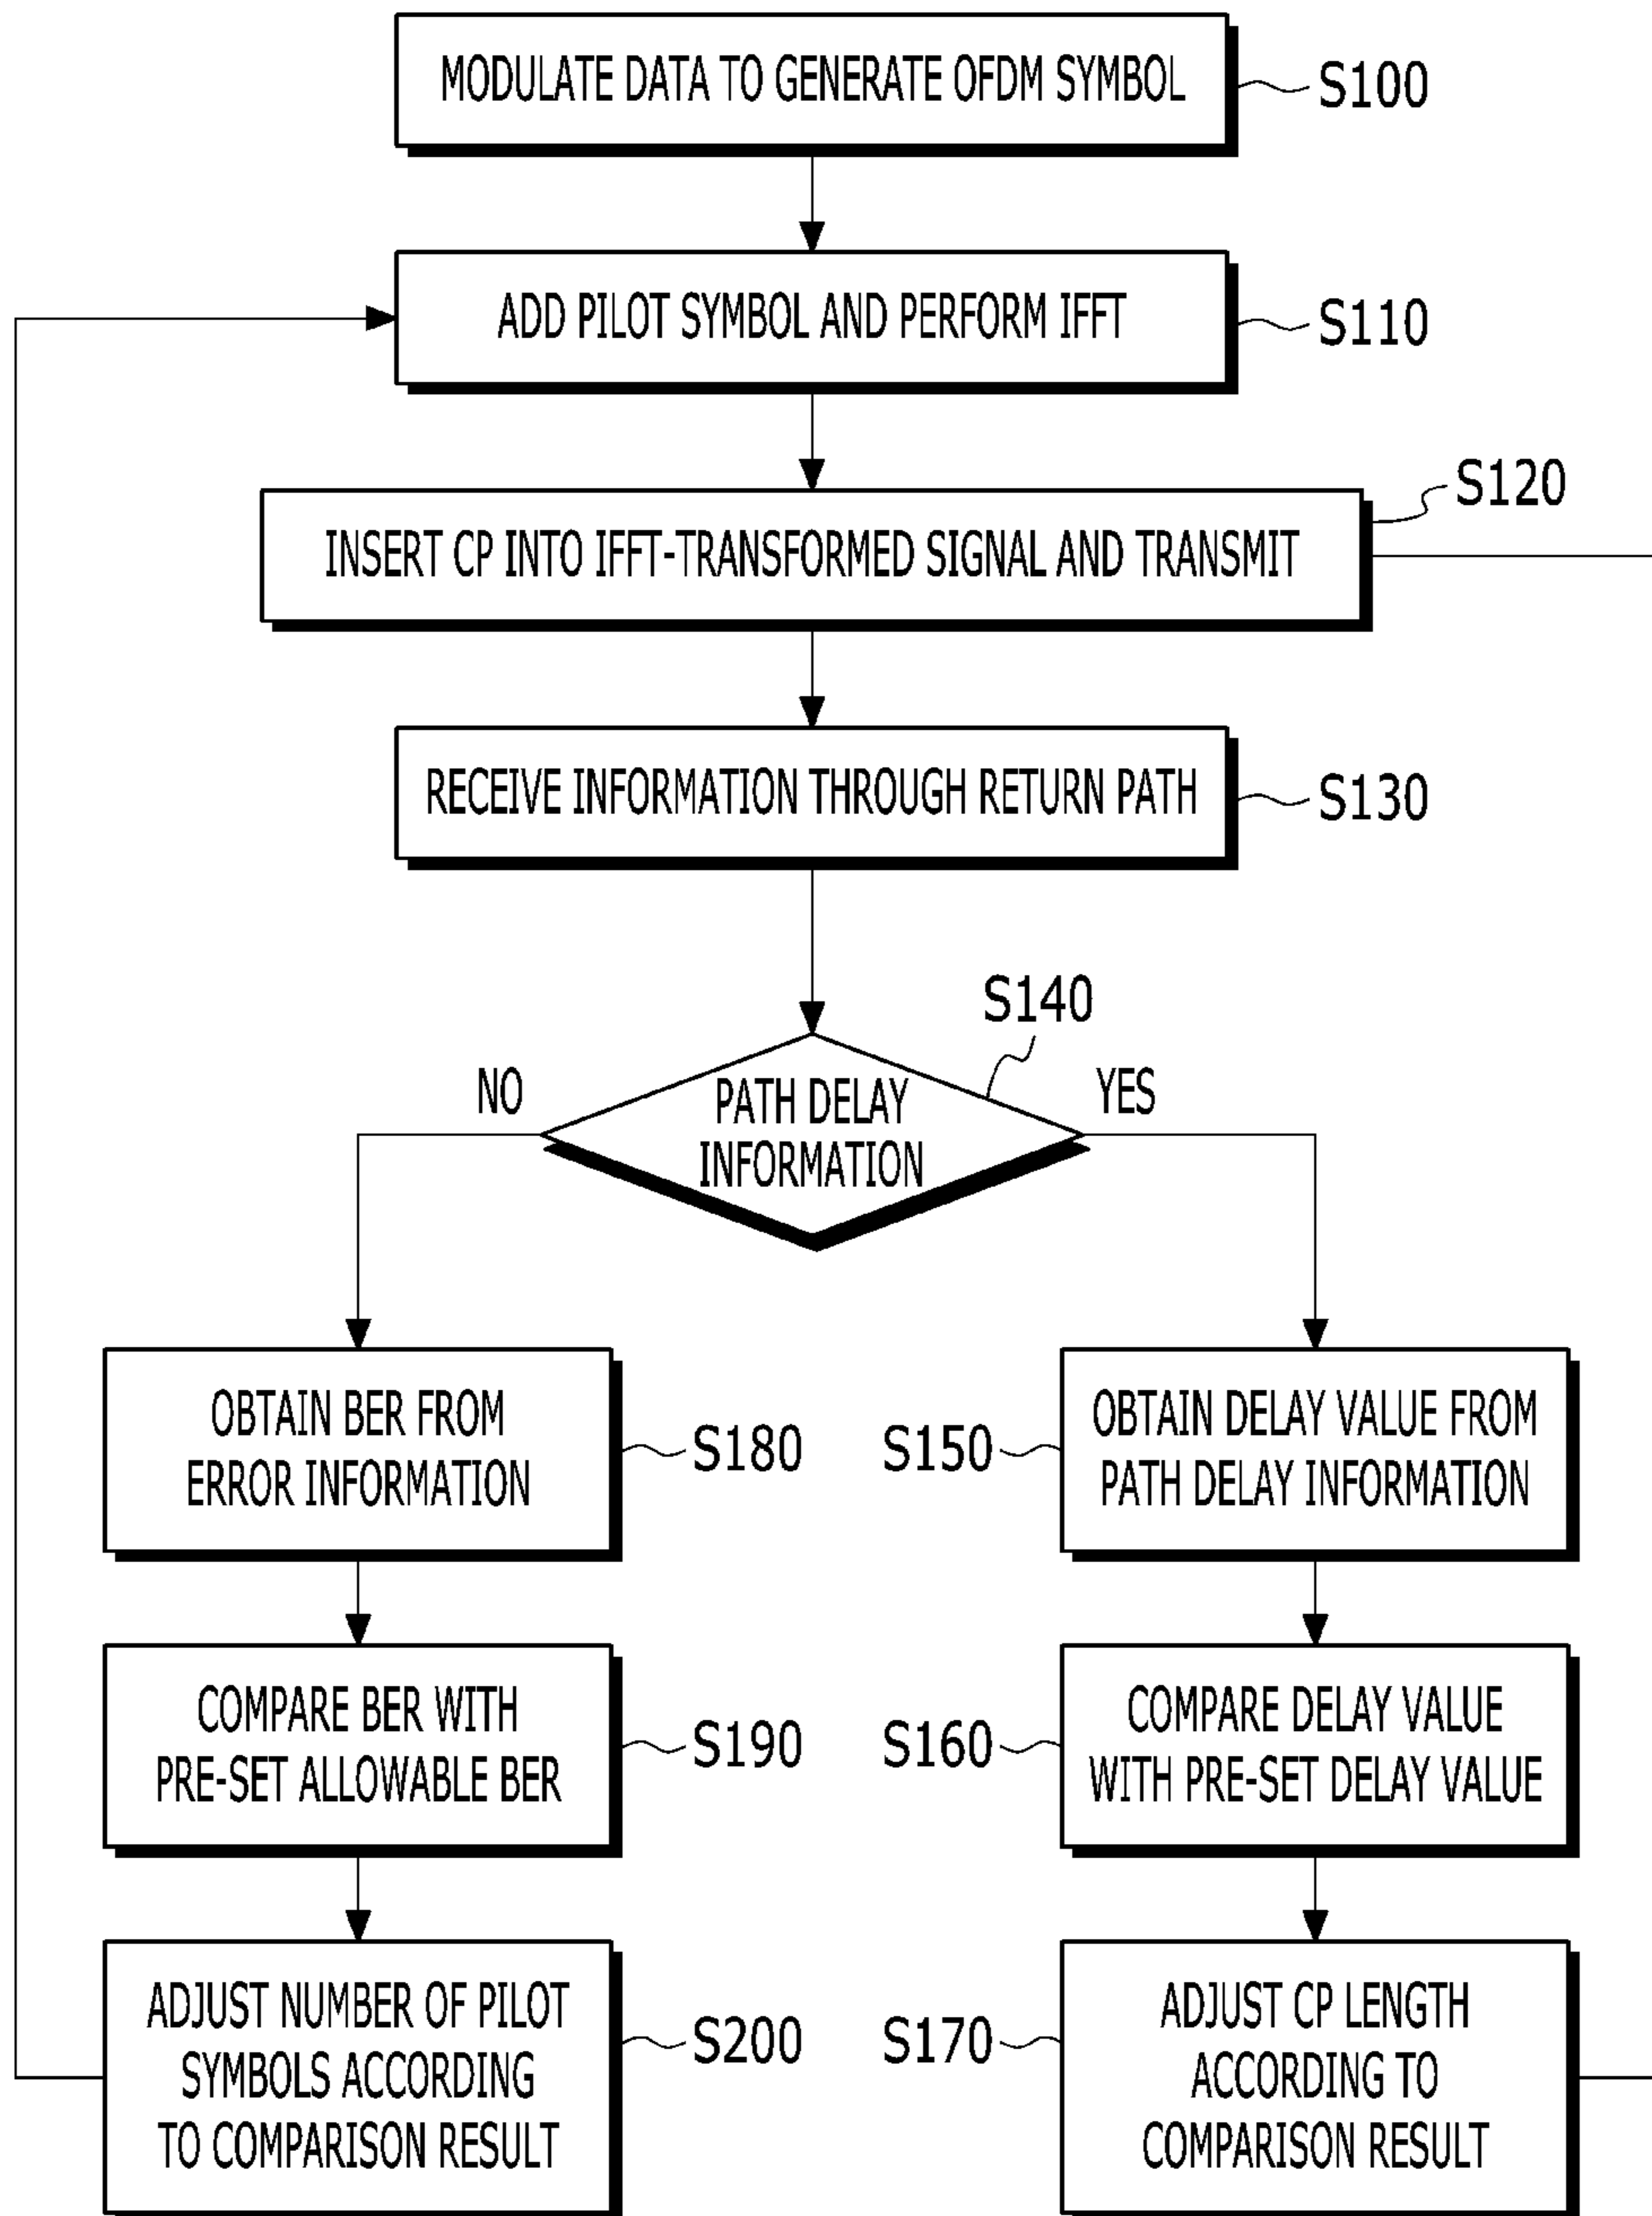 MODULATE DATA TO GENERATE OFDM SYMBOL
S100
ADD PILOT SYMBOL AND PERFORM IFFT
S110
S120
INSERT CP INTO IFFT-TRANSFORMED SIGNAL AND TRANSMIT
RECEIVE INFORMATION THROUGH RETURN PATH
S130
S140
NO
YES
PATH DELAY
INFORMATION
OBTAIN BER FROM
ERROR INFORMATION
S180
S150
OBTAIN DELAY VALUE FROM
PATH DELAY INFORMATION
COMPARE BER WITH
PRE-SET ALLOWABLE BER
S190
S160
COMPARE DELAY VALUE
WITH PRE-SET DELAY VALUE
ADJUST NUMBER OF PILOT
SYMBOLS ACCORDING
TO COMPARISON RESULT
S200
S170
ADJUST CP LENGTH
ACCORDING TO
COMPARISON RESULT